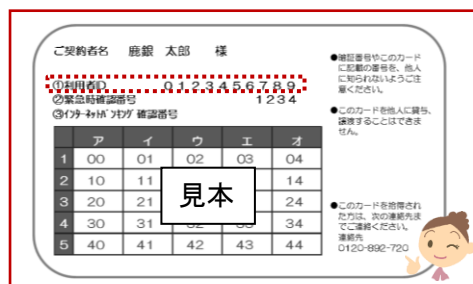 ご契約者名 鹿銀 太郎 様
①利用者ID 0123456789
②緊急時確認番号 1234
③インターネットバンキング確認番号
ア イ ウ エ オ
1 00 01 02 03 04
2 10 11 14
3 20 21 24
4 30 31 32 33 34
5 40 41 42 43 44
見本
●暗証番号やこのカード
に記載の番号を、他人
に知られないようご注
意ください。
●このカードを他人に貸与、
譲渡することはできま
せん。
●このカードを拾得され
た方は、次の連絡先ま
でご連絡ください。
連絡先
0120-892-720